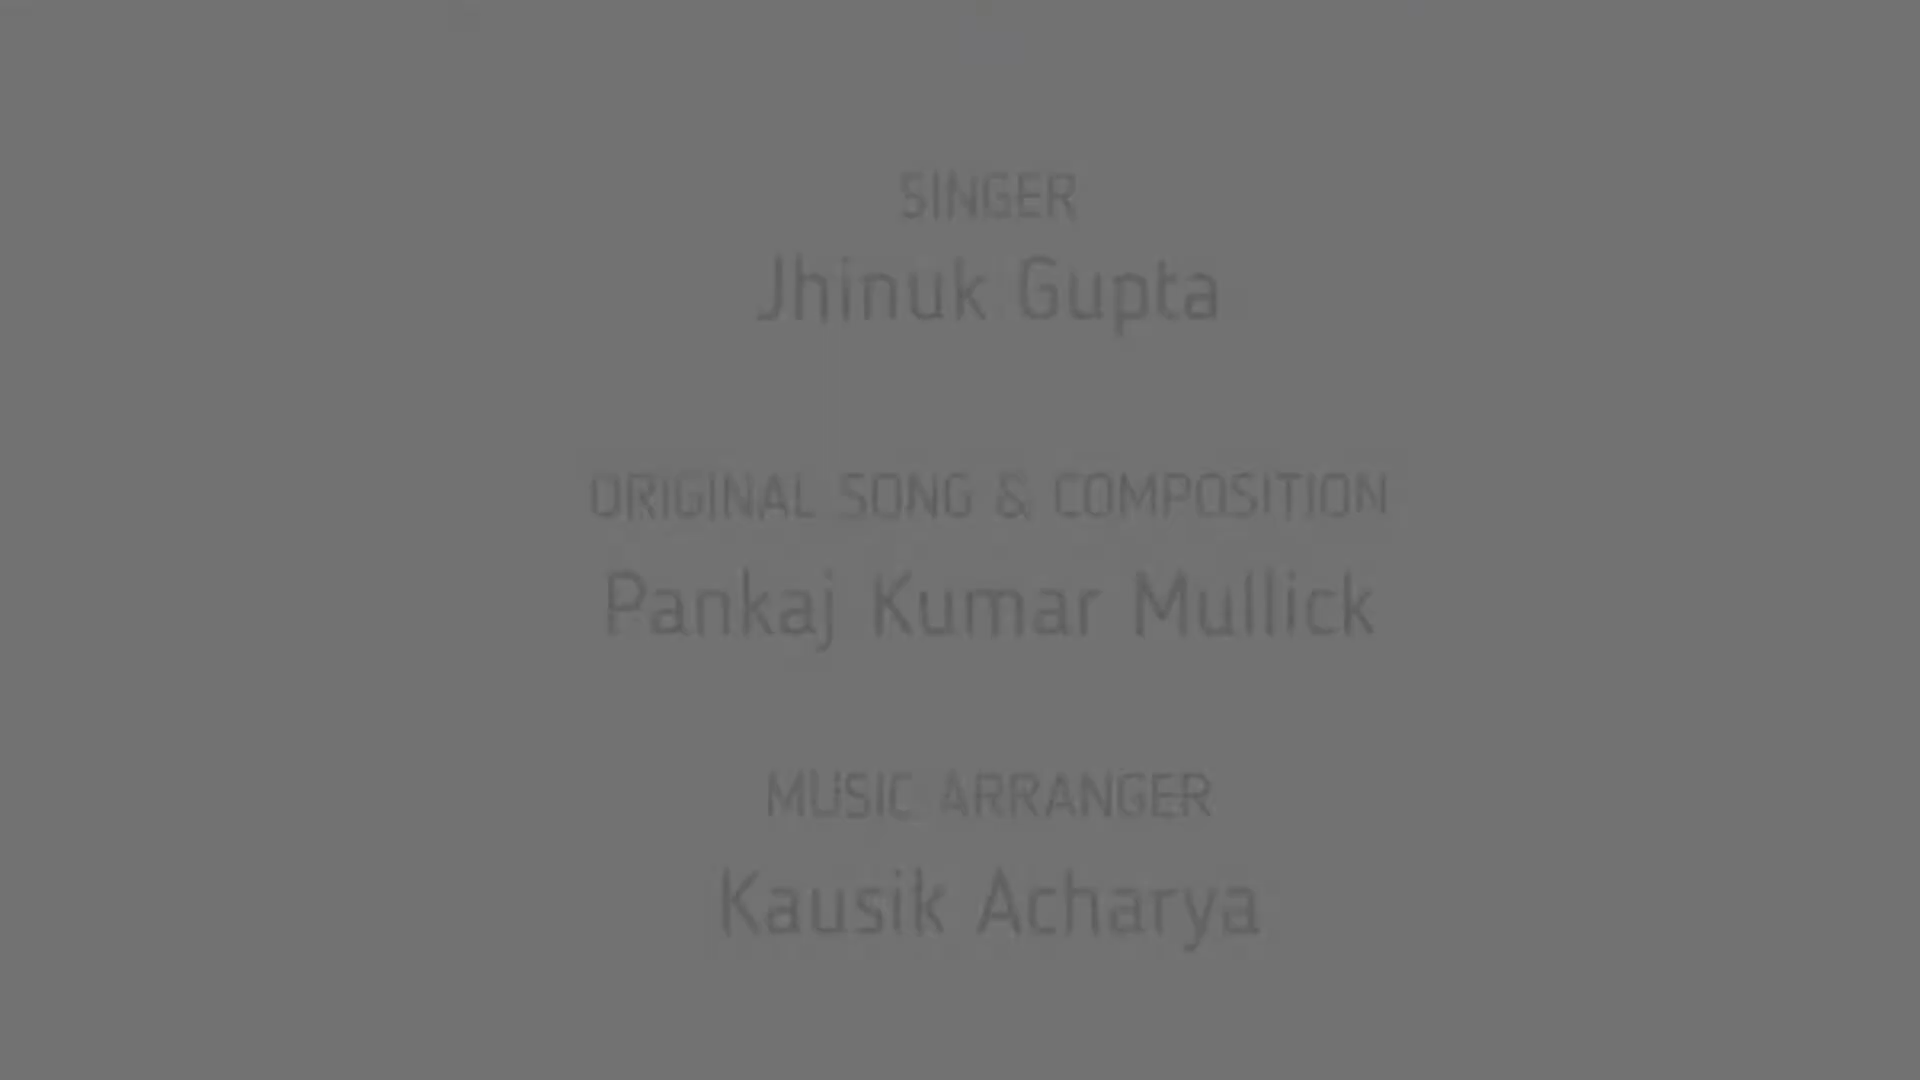 SINGER
Jhinuk Gupta
ORIGINAL SONG & COMPOSITION
Pankaj Kumar Mullick
MUSIC ARRANGER
Kausik Acharya